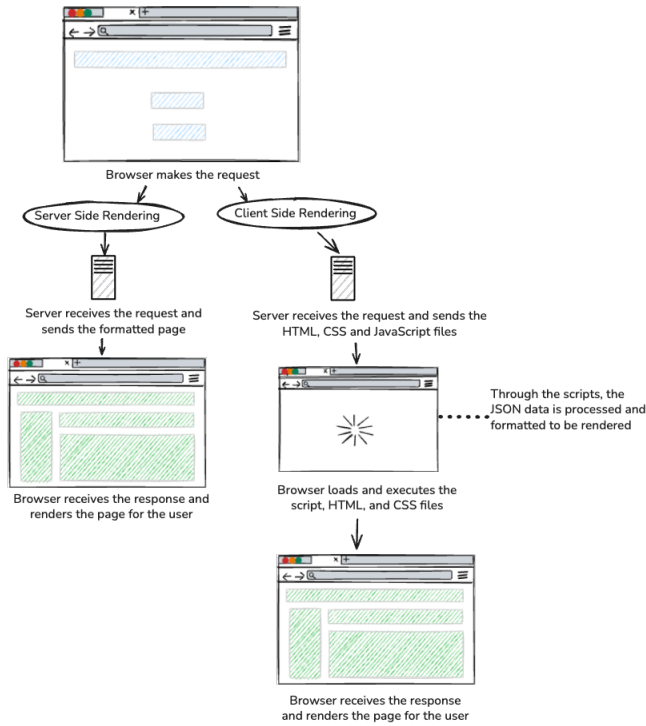 Browser makes the request
Server Side Rendering
Client Side Rendering
Server receives the request and
sends the formatted page
Server receives the request and sends the
HTML, CSS and JavaScript files
Through the scripts, the
JSON data is processed and
formatted to be rendered
Browser receives the response and
renders the page for the user
Browser loads and executes the
script, HTML, and CSS files
Browser receives the response
and renders the page for the user